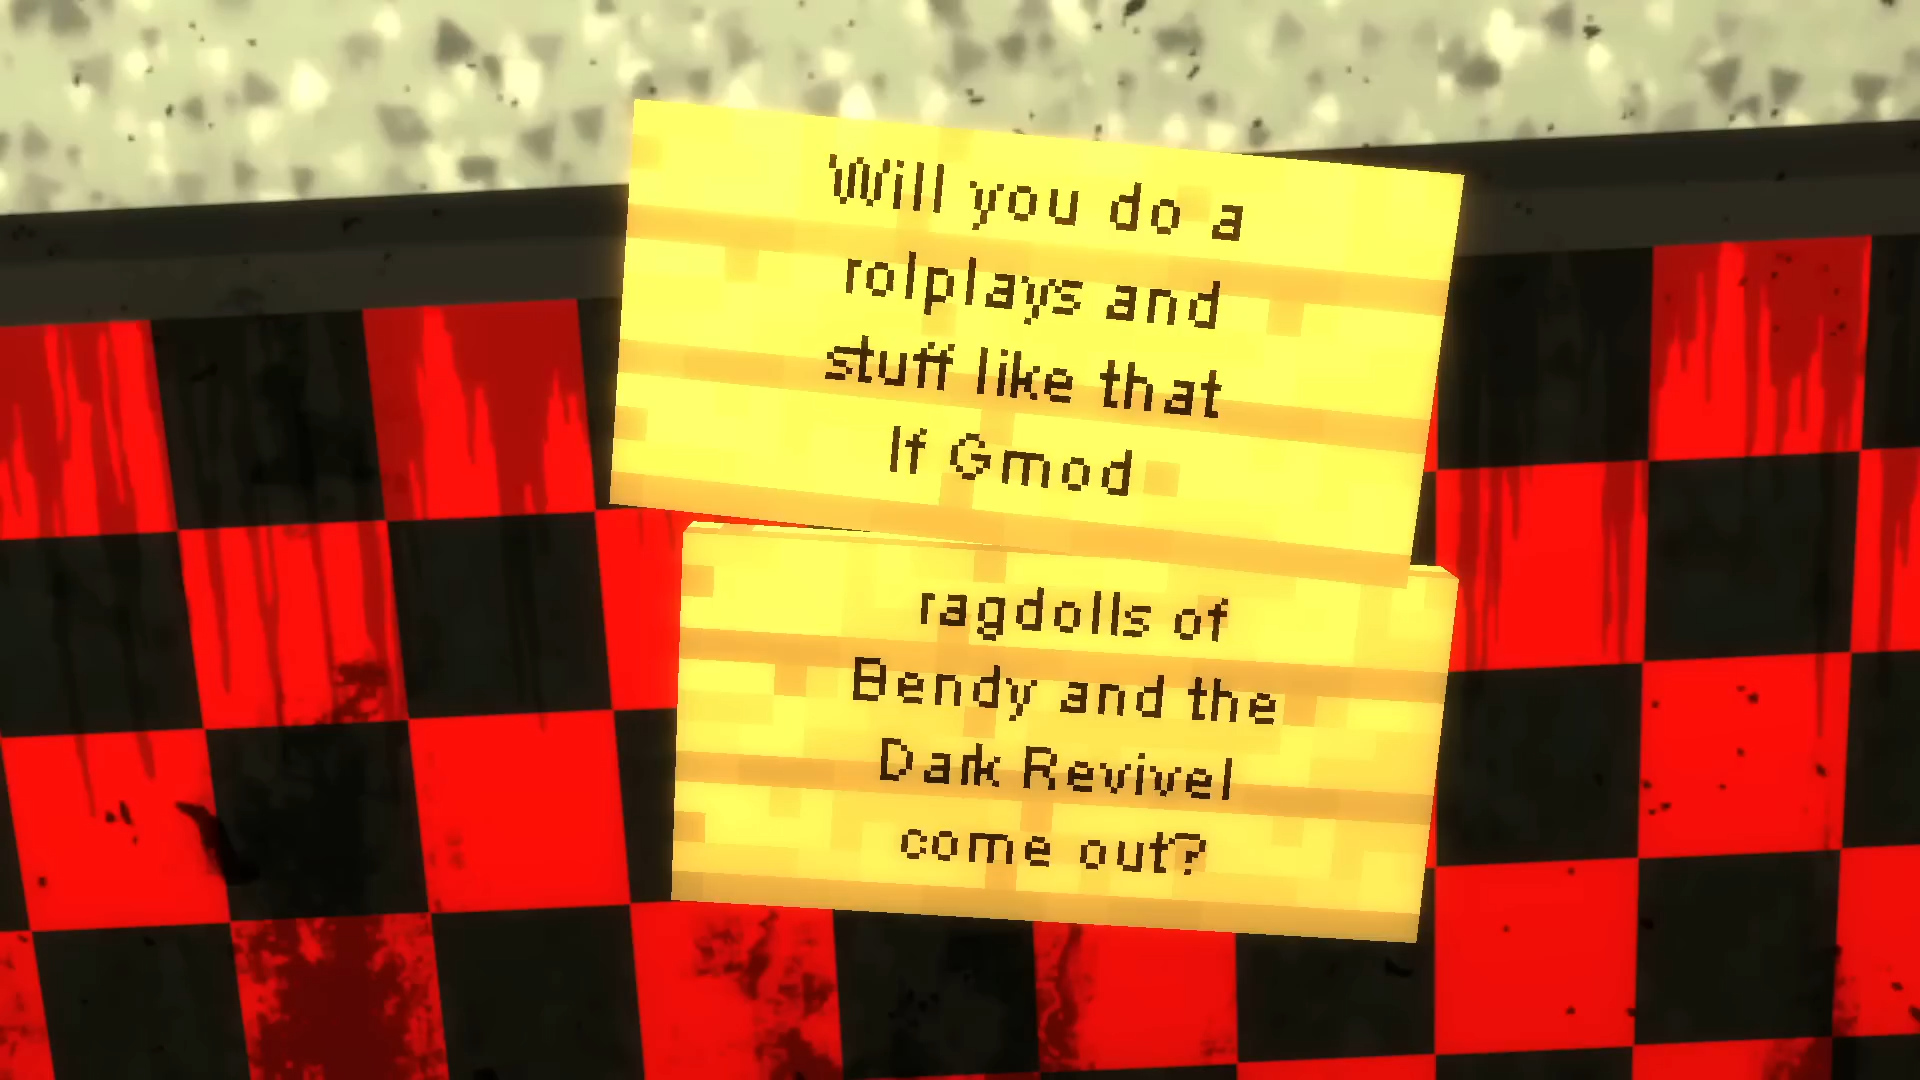 Will you do a
rolplays and
stuff like that
If Gmod
ragdolls of
Bendy and the
Dark Revivel
come out?